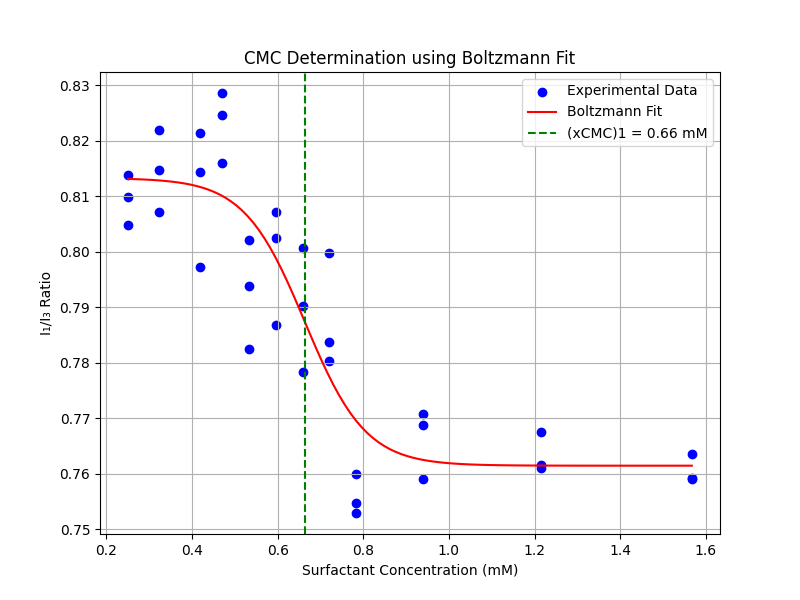 CMC Determination using Boltzmann Fit
Experimental Data
Boltzmann Fit
(xCMC)1 = 0.66 mM
I₁/I₃ Ratio
0.83
0.82
0.81
0.80
0.79
0.78
0.77
0.76
0.75
0.2 0.4 0.6 0.8 1.0 1.2 1.4 1.6
Surfactant Concentration (mM)